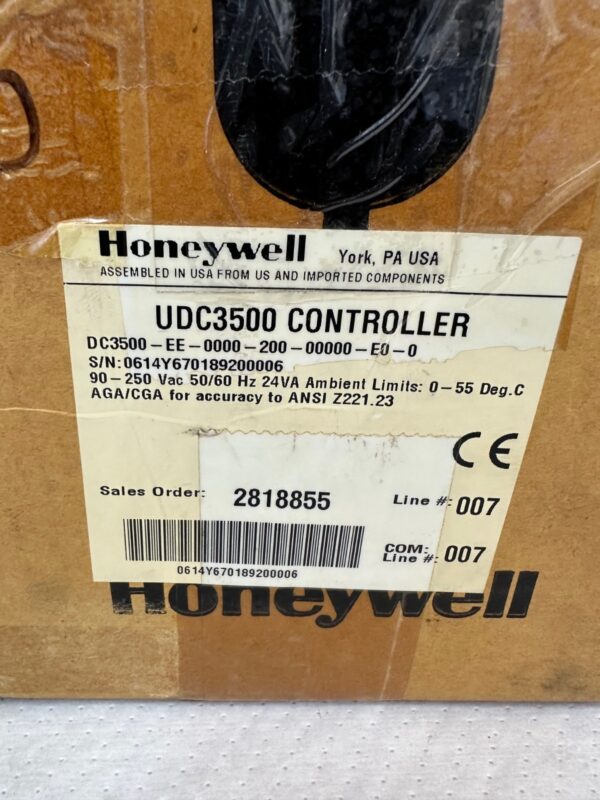 Honeywell York, PA USA
ASSEMBLED IN USA FROM US AND IMPORTED COMPONENTS
UDC3500 CONTROLLER
DC3500-EE-0000-200-00000-E0-0
S/N:0614Y670189200006
90-250 Vac 50/60 Hz 24VA Ambient Limits: 0-55 Deg.C
AGA/CGA for accuracy to ANSI Z221.23
CE
Sales Order: 2818855 Line #: 007
COM:
Line #: 007
0614Y670189200006
Honeywell